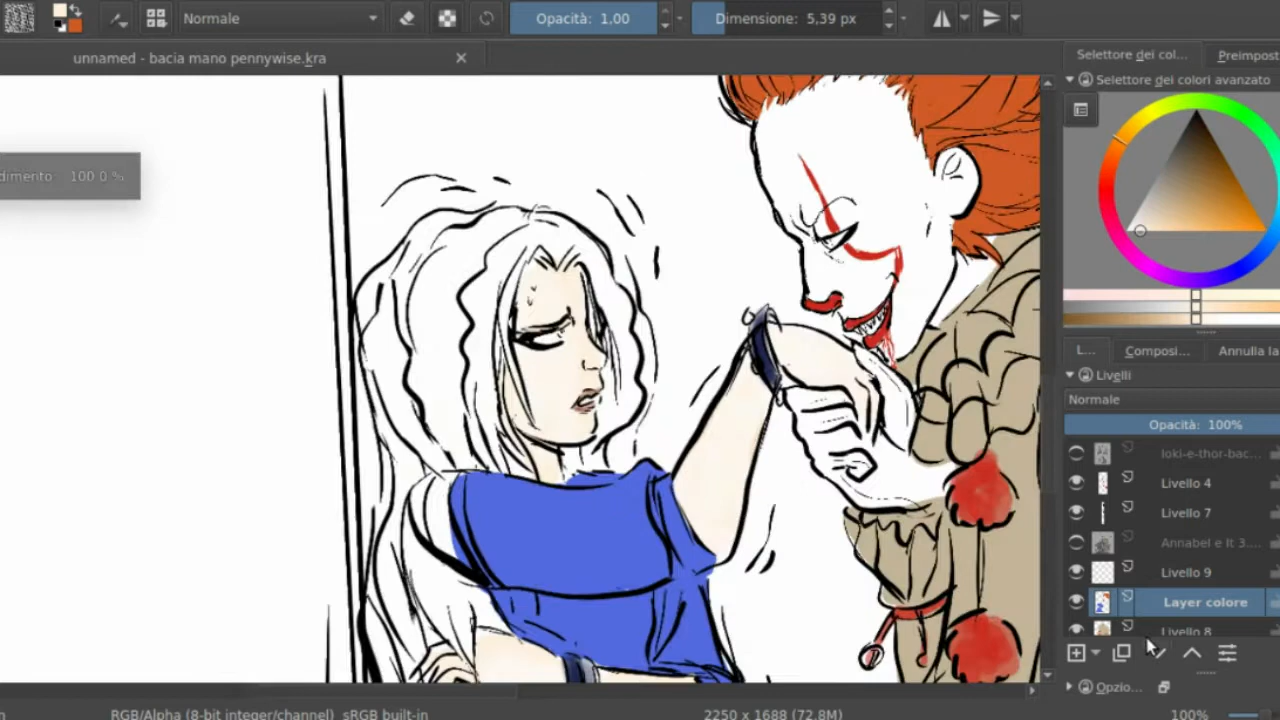 Normale
Opacità: 1,00
Dimensione: 5,39 px
unnamed - bacia mano pennywise.kra
Selettore dei col...
Preimpost
Selettore dei colori avanzato
dimento: 100.0 %
L...
Composi...
Annulla la
Livelli
Normale
Opacità: 100%
loki-e-thor-bac...
Livello 4
Livello 7
Annabel e It 3....
Livello 9
Layer colore
Livello 8
Opzio...
RGB/Alpha (8-bit integer/channel) sRGB built-in
2250 x 1688 (72.8M)
100%